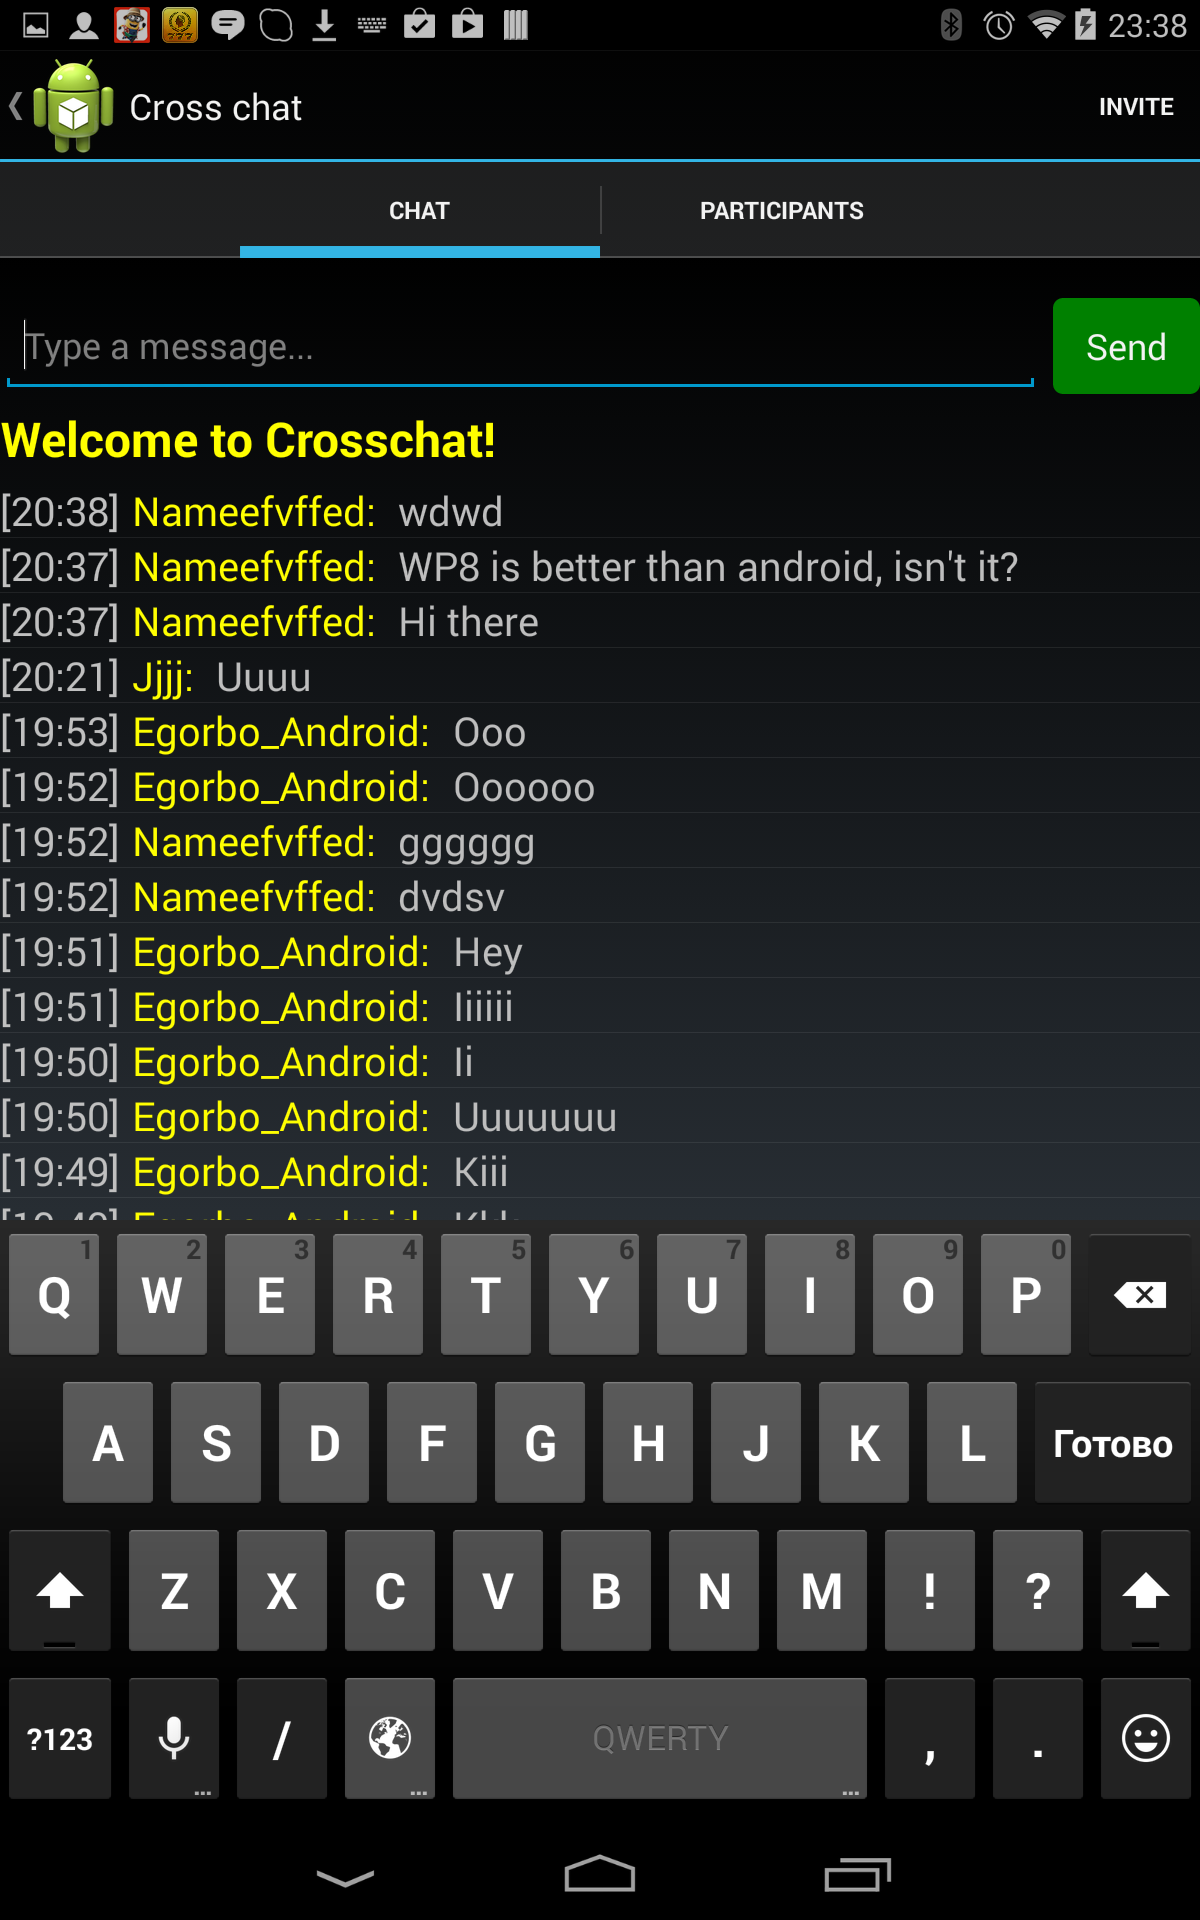 23:38
Cross chat INVITE
CHAT PARTICIPANTS
Type a message... Send
Welcome to Crosschat!
[20:38] Nameefvffed: wdwd
[20:37] Nameefvffed: WP8 is better than android, isn't it?
[20:37] Nameefvffed: Hi there
[20:21] Jjjj: Uuuu
[19:53] Egorbo_Android: Ooo
[19:52] Egorbo_Android: Oooooo
[19:52] Nameefvffed: gggggg
[19:52] Nameefvffed: dvdsv
[19:51] Egorbo_Android: Hey
[19:51] Egorbo_Android: Iiiiii
[19:50] Egorbo_Android: Ii
[19:50] Egorbo_Android: Uuuuuuu
[19:49] Egorbo_Android: Kiii
1 2 3 4 5 6 7 8 9 0
Q W E R T Y U I O P
A S D F G H J K L Готово
Z X C V B N M ! ?
?123 / QWERTY , .